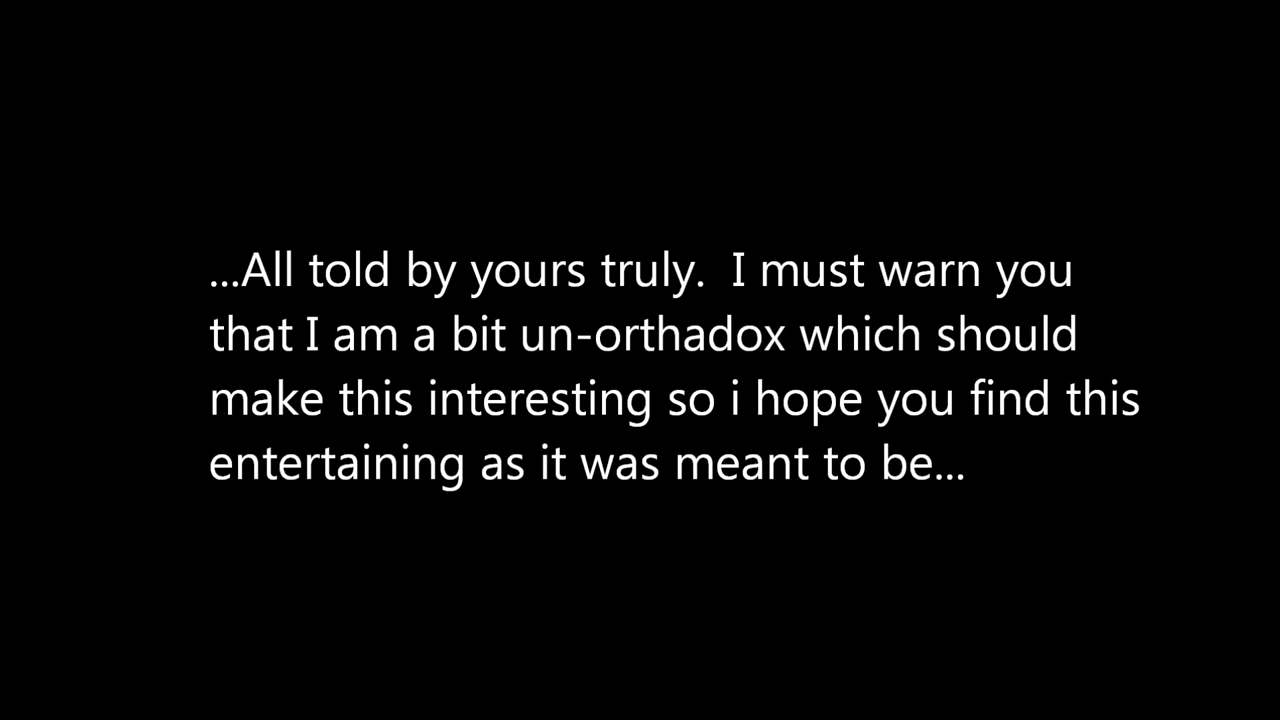 ...All told by yours truly.  I must warn you
that I am a bit un-orthadox which should
make this interesting so i hope you find this
entertaining as it was meant to be...